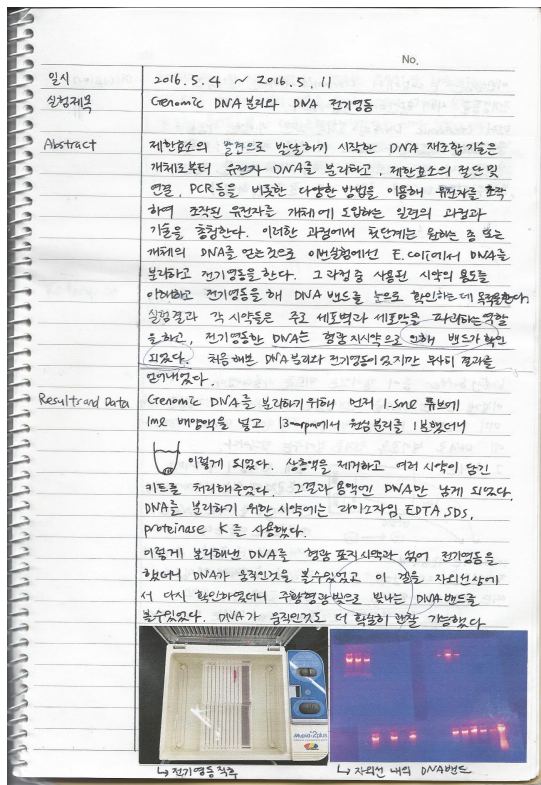 No.
일시 2016.5.4 ~ 2016.5.11
실험제목 Genomic DNA 분리와 DNA 전기영동
Abstract 제한효소의 발견으로 발달하기 시작한 DNA 재조합 기술은
개체로부터 유전자 DNA를 분리하고, 제한효소의 절단 및
연결, PCR등을 비롯한 다양한 방법을 이용해 유전자를 조작
하여 조작된 유전자를 개체에 도입하는 일련의 과정과
기술을 총칭한다. 이러한 과정에서 첫단계는 원하는 종 또는
개체의 DNA를 얻는것으로 이번실험에선 E.coli에서 DNA를
분리하고 전기영동을 한다. 그 과정 중 사용된 시약의 용도를
이해하고 전기영동을 해 DNA 밴드를 눈으로 확인하는데 목적을둔다.
실험결과 각 시약들은 주로 세포벽과 세포안을 파괴하는 역할
을하고, 전기영동한 DNA는 형광 지시약으로 인해 밴드가 확인
되었다. 처음 해본 DNA분리와 전기영동이였지만 무사히 결과를
얻어내었다.
Results and Data Genomic DNA를 분리하기위해 먼저 1.5ml 튜브에
1ml 배양액을 넣고 13000rpm에서 원심분리를 1분했더니
이렇게 되었다. 상층액을 제거하고 여러 시약이 담긴
키트를 처리해주었다. 그결과 용액엔 DNA만 남게 되었다.
DNA를 분리하기 위한 시약에는 라이소자임, EDTA, SDS,
proteinase K를 사용했다.
이렇게 분리해낸 DNA를 형광 표지시약과 섞어 전기영동을
했더니 DNA가 움직인것을 볼수있었고 이 겔을 자외선상에
서 다시 확인하였더니 주황형광빛으로 빛나는 DNA밴드를
볼수있었다. DNA가 움직인것도 더 확실히 관찰 가능했다
Mupid-2plus
↳ 전기영동 직후
↳ 자외선 내의 DNA밴드